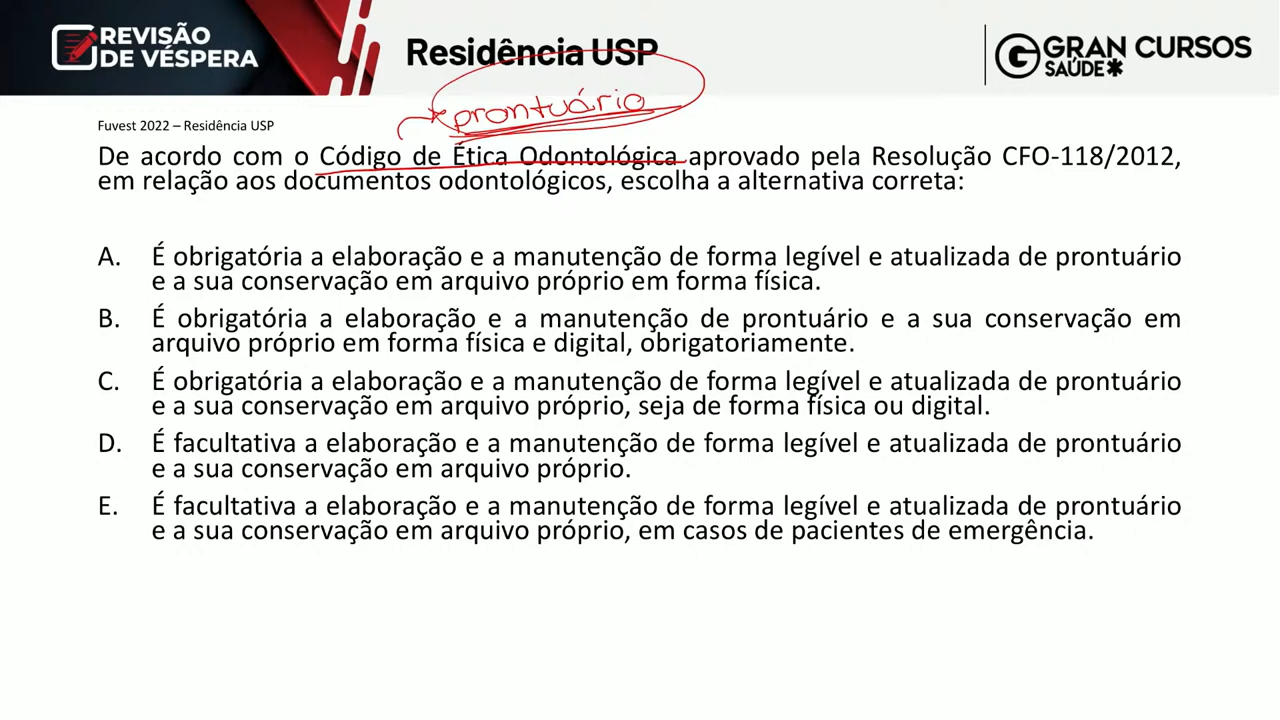 REVISÃO
DE VÉSPERA
Residência USP
GRAN CURSOS
SAÚDE
prontuário
Fuvest 2022 – Residência USP
De acordo com o Código de Ética Odontológica aprovado pela Resolução CFO-118/2012,
em relação aos documentos odontológicos, escolha a alternativa correta:
A. É obrigatória a elaboração e a manutenção de forma legível e atualizada de prontuário
e a sua conservação em arquivo próprio em forma física.
B. É obrigatória a elaboração e a manutenção de prontuário e a sua conservação em
arquivo próprio em forma física e digital, obrigatoriamente.
C. É obrigatória a elaboração e a manutenção de forma legível e atualizada de prontuário
e a sua conservação em arquivo próprio, seja de forma física ou digital.
D. É facultativa a elaboração e a manutenção de forma legível e atualizada de prontuário
e a sua conservação em arquivo próprio.
E. É facultativa a elaboração e a manutenção de forma legível e atualizada de prontuário
e a sua conservação em arquivo próprio, em casos de pacientes de emergência.